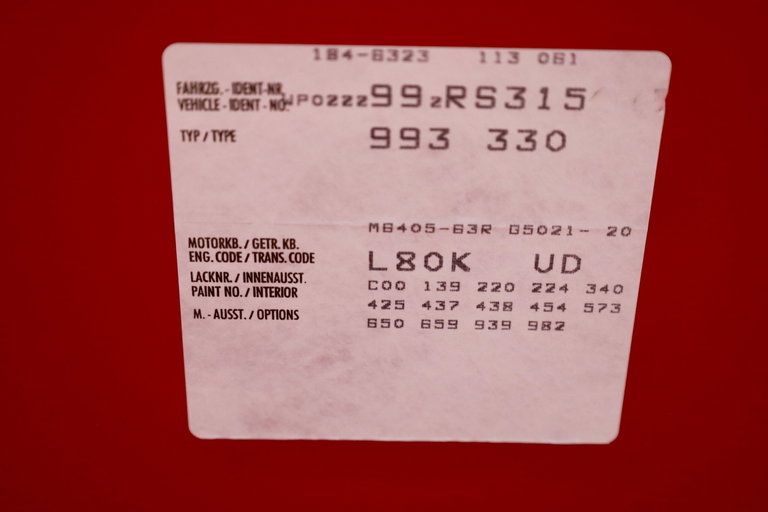 184-6323 113 081
FAHRZG.-IDENT-NR.
VEHICLE-IDENT-NO. WP0ZZZ99ZRS315
TYP / TYPE 993 330
M6405-63R G5021- 20
MOTORKB. / GETR. KB.
ENG. CODE / TRANS. CODE L80K UD
LACKNR. / INNENAUSST. C00 139 220 224 340
PAINT NO. / INTERIOR 425 437 438 454 573
M.-AUSST. / OPTIONS 650 659 939 982